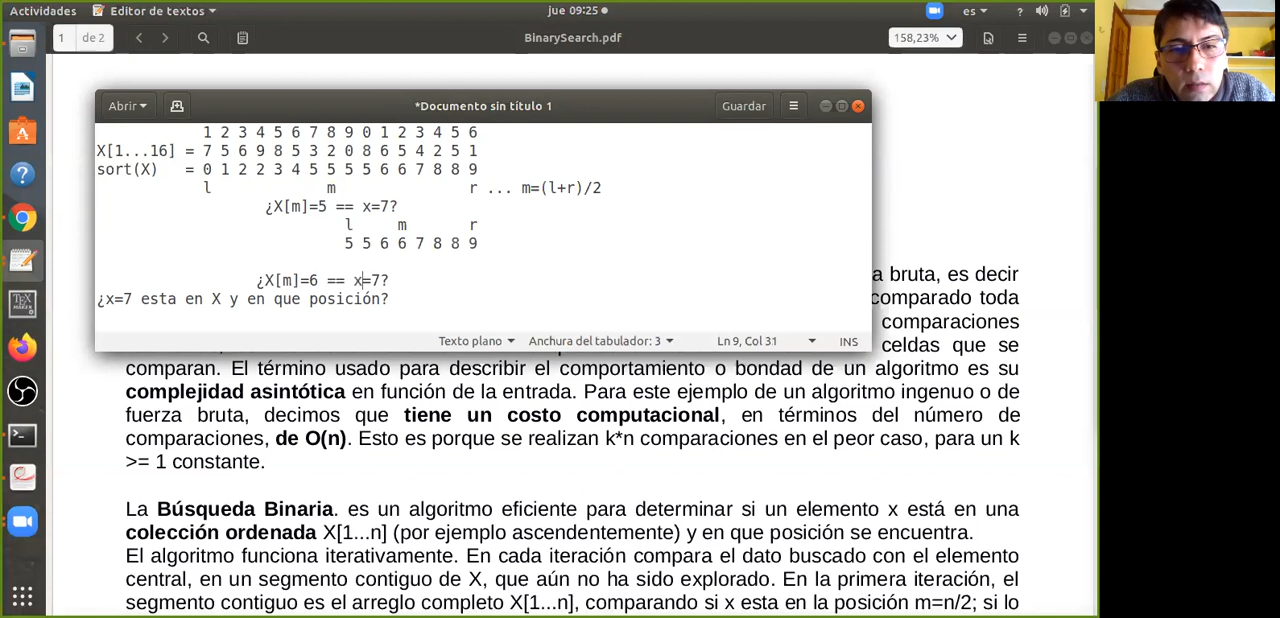 Actividades
Editor de textos
jue 09:25
es
1
de 2
BinarySearch.pdf
158,23%
Abrir
*Documento sin título 1
Guardar
1 2 3 4 5 6 7 8 9 0 1 2 3 4 5 6
X[1...16] = 7 5 6 9 8 5 3 2 0 8 6 5 4 2 5 1
sort(X) = 0 1 2 2 3 4 5 5 5 5 6 6 7 8 8 9
l m r ... m=(l+r)/2
¿X[m]=5 == x=7?
l m r
5 5 6 6 7 8 8 9
¿X[m]=6 == x=7?
¿x=7 esta en X y en que posición?
Texto plano
Anchura del tabulador: 3
Ln 9, Col 31
INS
a bruta, es decir
comparado toda
comparaciones
celdas que se
comparan. El término usado para describir el comportamiento o bondad de un algoritmo es su
complejidad asintótica en función de la entrada. Para este ejemplo de un algoritmo ingenuo o de
fuerza bruta, decimos que tiene un costo computacional, en términos del número de
comparaciones, de O(n). Esto es porque se realizan k*n comparaciones en el peor caso, para un k
>= 1 constante.
La Búsqueda Binaria. es un algoritmo eficiente para determinar si un elemento x está en una
colección ordenada X[1...n] (por ejemplo ascendentemente) y en que posición se encuentra.
El algoritmo funciona iterativamente. En cada iteración compara el dato buscado con el elemento
central, en un segmento contiguo de X, que aún no ha sido explorado. En la primera iteración, el
segmento contiguo es el arreglo completo X[1...n], comparando si x esta en la posición m=n/2; si lo